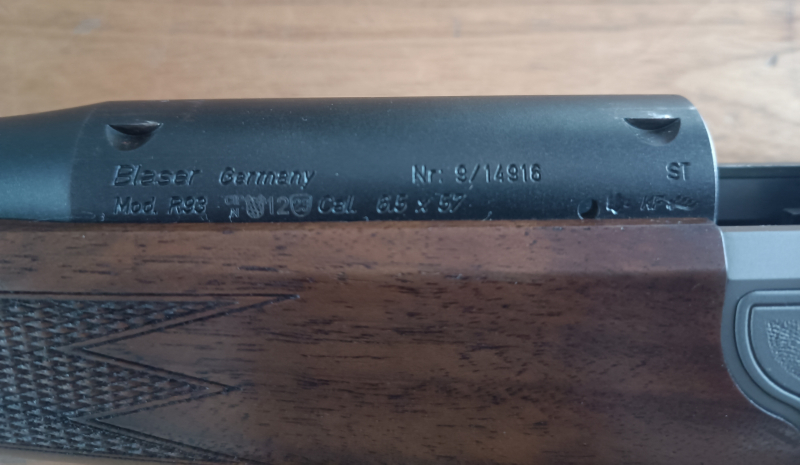 Blaser Germany Nr: 9/14916 ST
Mod. R93 12 Cal. 6.5 x 57